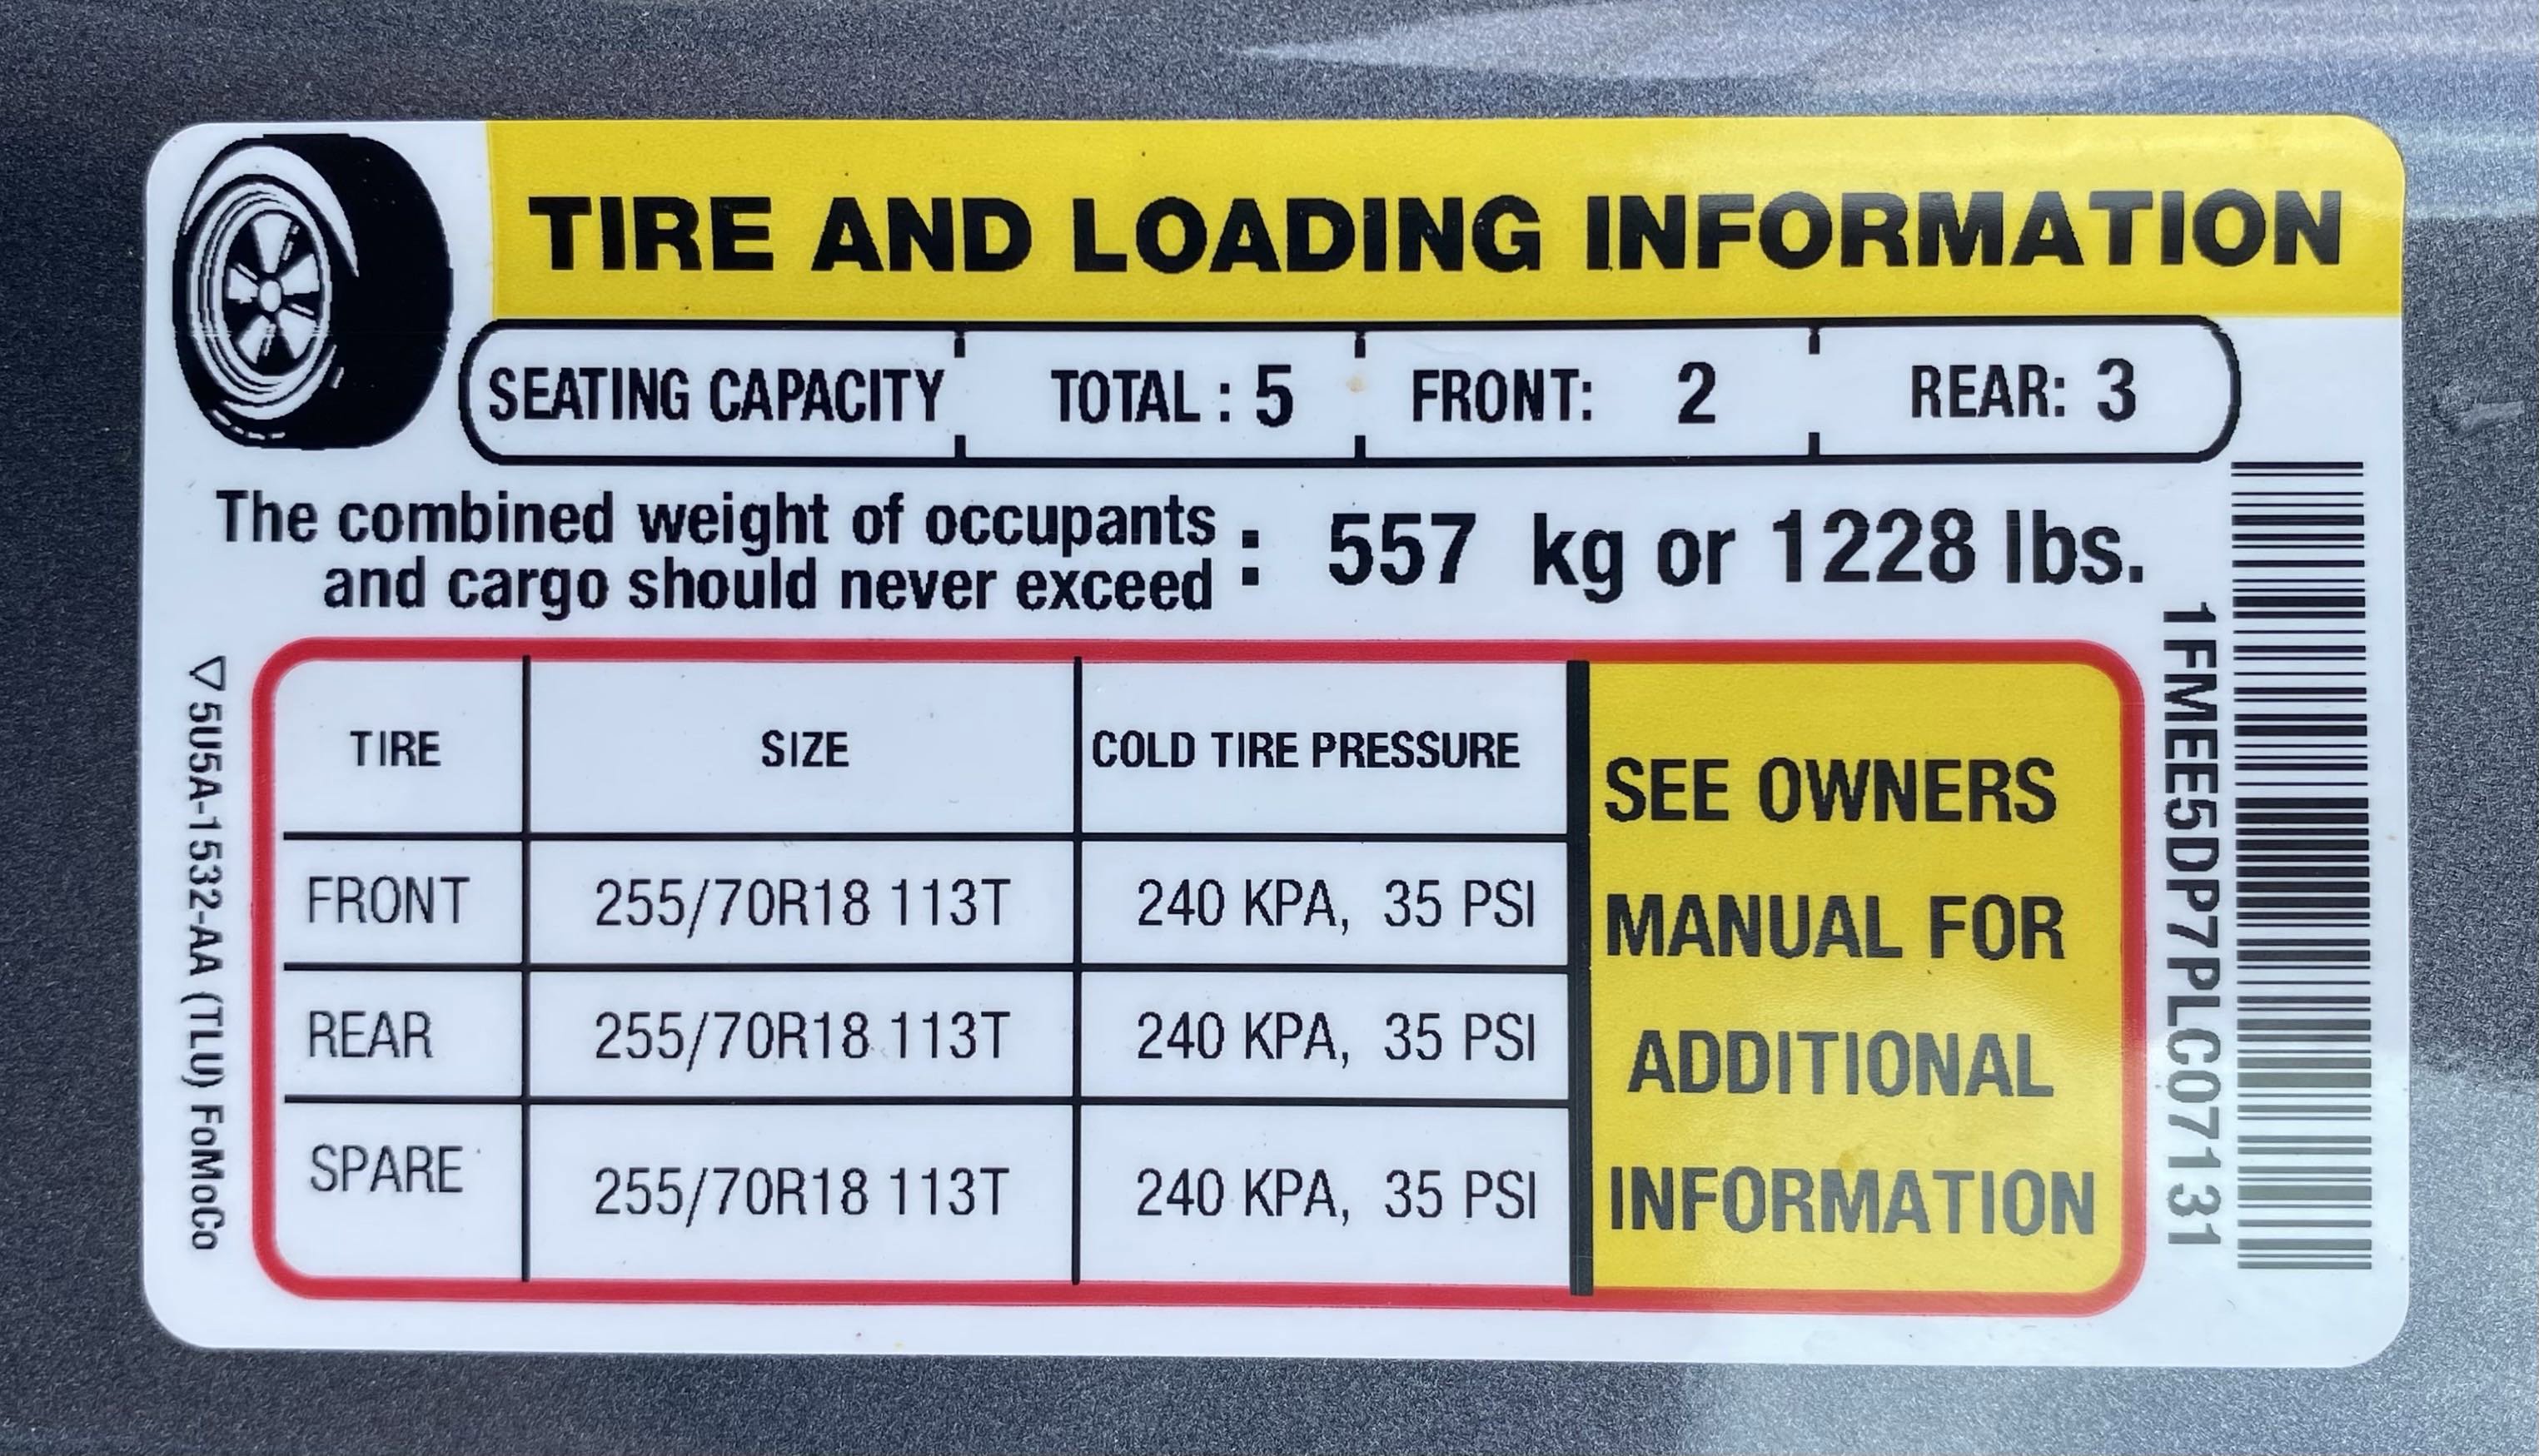 TIRE AND LOADING INFORMATION
SEATING CAPACITY TOTAL : 5 FRONT: 2 REAR: 3
The combined weight of occupants
and cargo should never exceed : 557 kg or 1228 lbs.
TIRE SIZE COLD TIRE PRESSURE
FRONT 255/70R18 113T 240 KPA, 35 PSI
REAR 255/70R18 113T 240 KPA, 35 PSI
SPARE 255/70R18 113T 240 KPA, 35 PSI
SEE OWNERS
MANUAL FOR
ADDITIONAL
INFORMATION
5U5A-1532-AA (TLU) FoMoCo
1FMEE5DP7PLC07131